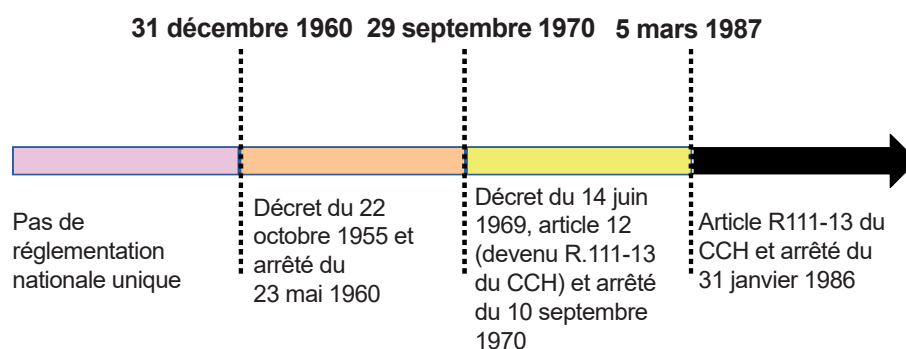 31 décembre 1960 29 septembre 1970 5 mars 1987
Pas de
réglementation
nationale unique
Décret du 22
octobre 1955 et
arrêté du
23 mai 1960
Décret du 14 juin
1969, article 12
(devenu R.111-13
du CCH) et arrêté
du 10 septembre
1970
Article R111-13 du
CCH et arrêté du
31 janvier 1986